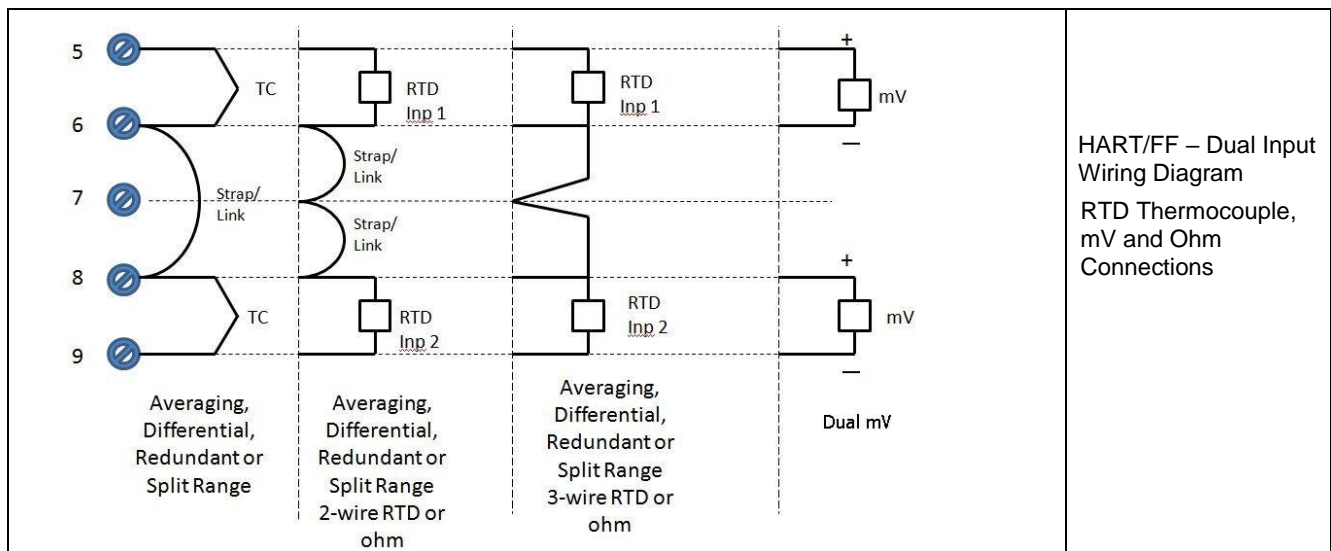 5
6
7
8
9
TC
Strap/
Link
TC
RTD
Inp 1
Strap/
Link
Strap/
Link
RTD
Inp 2
RTD
Inp 1
RTD
Inp 2
+
mV
—
+
mV
—
Averaging,
Differential,
Redundant or
Split Range
Averaging,
Differential,
Redundant or
Split Range
2-wire RTD or
ohm
Averaging,
Differential,
Redundant or
Split Range
3-wire RTD or
ohm
Dual mV
HART/FF – Dual Input
Wiring Diagram
RTD Thermocouple,
mV and Ohm
Connections